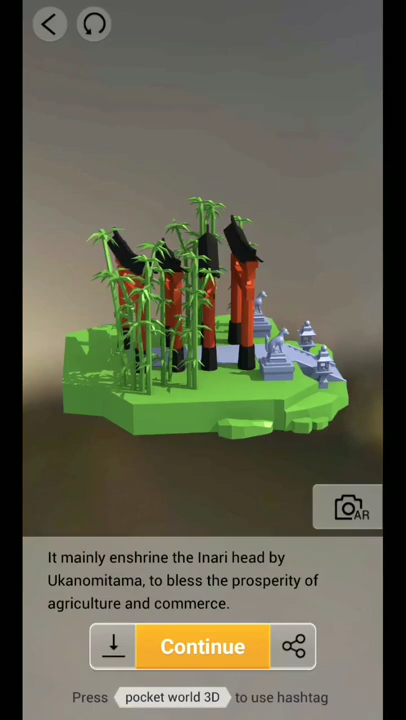 AR
It mainly enshrine the Inari head by
Ukanomitama, to bless the prosperity of
agriculture and commerce.
Continue
Press pocket world 3D to use hashtag